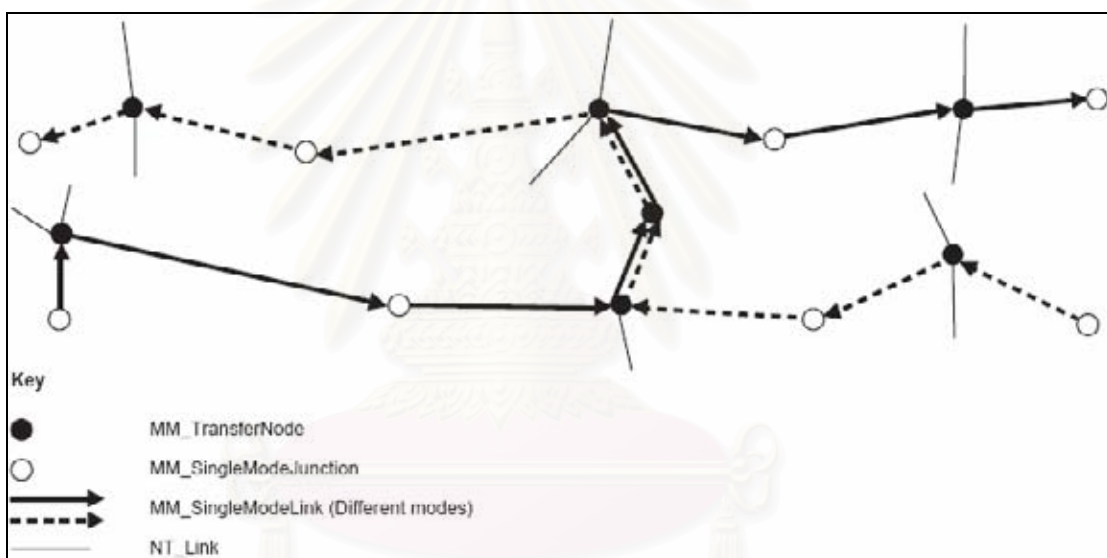 Key
MM_TransferNode
MM_SingleModeJunction
MM_SingleModeLink (Different modes)
NT_Link